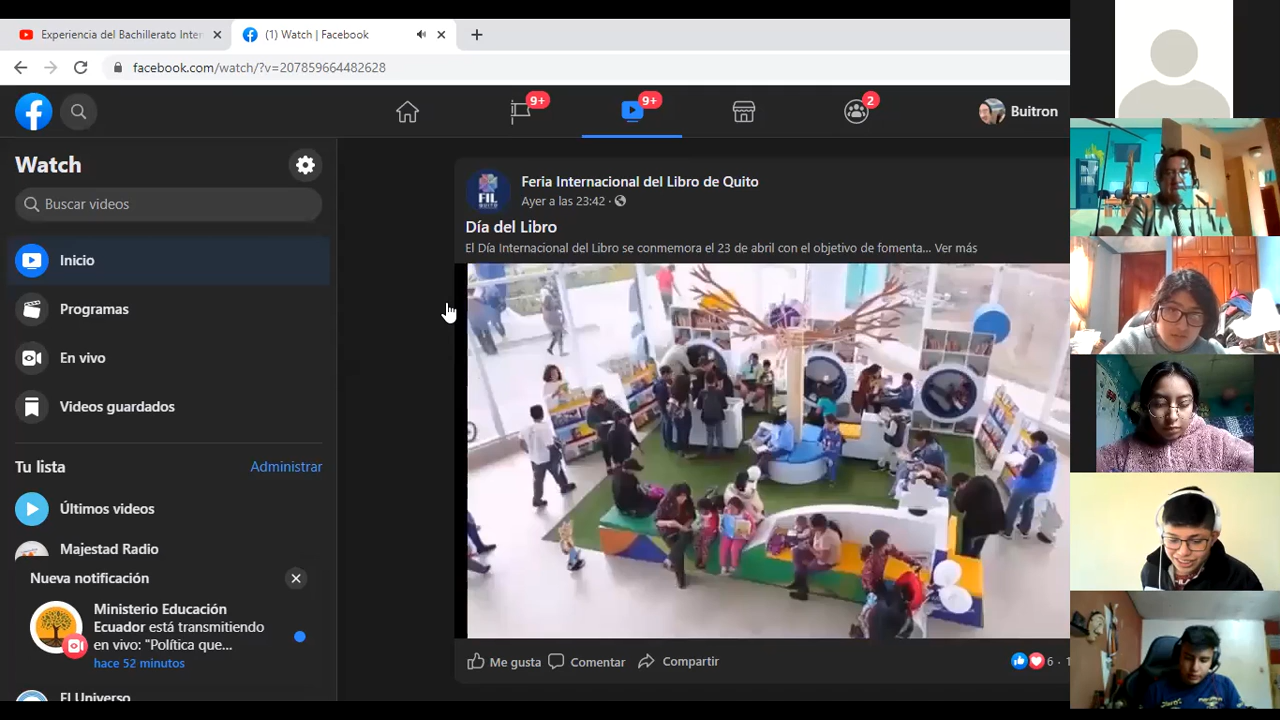 Experiencia del Bachillerato Inter
(1) Watch | Facebook
facebook.com/watch/?v=207859664482628
9+
9+
2
Buitron
Watch
Buscar videos
Inicio
Programas
En vivo
Videos guardados
Tu lista
Administrar
Últimos videos
Majestad Radio
Nueva notificación
Ministerio Educación
Ecuador está transmitiendo
en vivo: "Política que...
hace 52 minutos
El Universo
FIL
QUITO
Feria Internacional del Libro de Quito
Ayer a las 23:42 ·
Día del Libro
El Día Internacional del Libro se conmemora el 23 de abril con el objetivo de fomenta... Ver más
Me gusta
Comentar
Compartir
6 ·